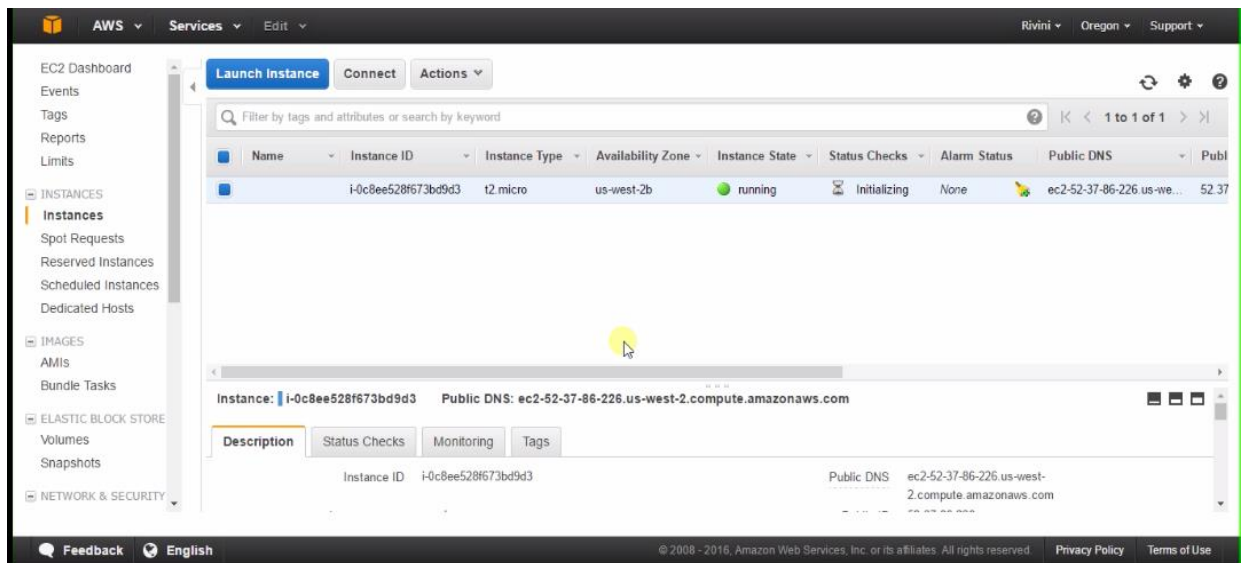 AWS Services Edit Rivini Oregon Support
EC2 Dashboard
Events
Tags
Reports
Limits
INSTANCES
Instances
Spot Requests
Reserved Instances
Scheduled Instances
Dedicated Hosts
IMAGES
AMIs
Bundle Tasks
ELASTIC BLOCK STORE
Volumes
Snapshots
NETWORK & SECURITY
Launch Instance Connect Actions
Filter by tags and attributes or search by keyword 1 to 1 of 1
Name Instance ID Instance Type Availability Zone Instance State Status Checks Alarm Status Public DNS Publ
i-0c8ee528f673bd9d3 t2.micro us-west-2b running Initializing None ec2-52-37-86-226.us-we... 52.37
Instance: i-0c8ee528f673bd9d3 Public DNS: ec2-52-37-86-226.us-west-2.compute.amazonaws.com
Description Status Checks Monitoring Tags
Instance ID i-0c8ee528f673bd9d3 Public DNS ec2-52-37-86-226.us-west-
2.compute.amazonaws.com
Feedback English © 2008 - 2016, Amazon Web Services, Inc. or its affiliates. All rights reserved. Privacy Policy Terms of Use